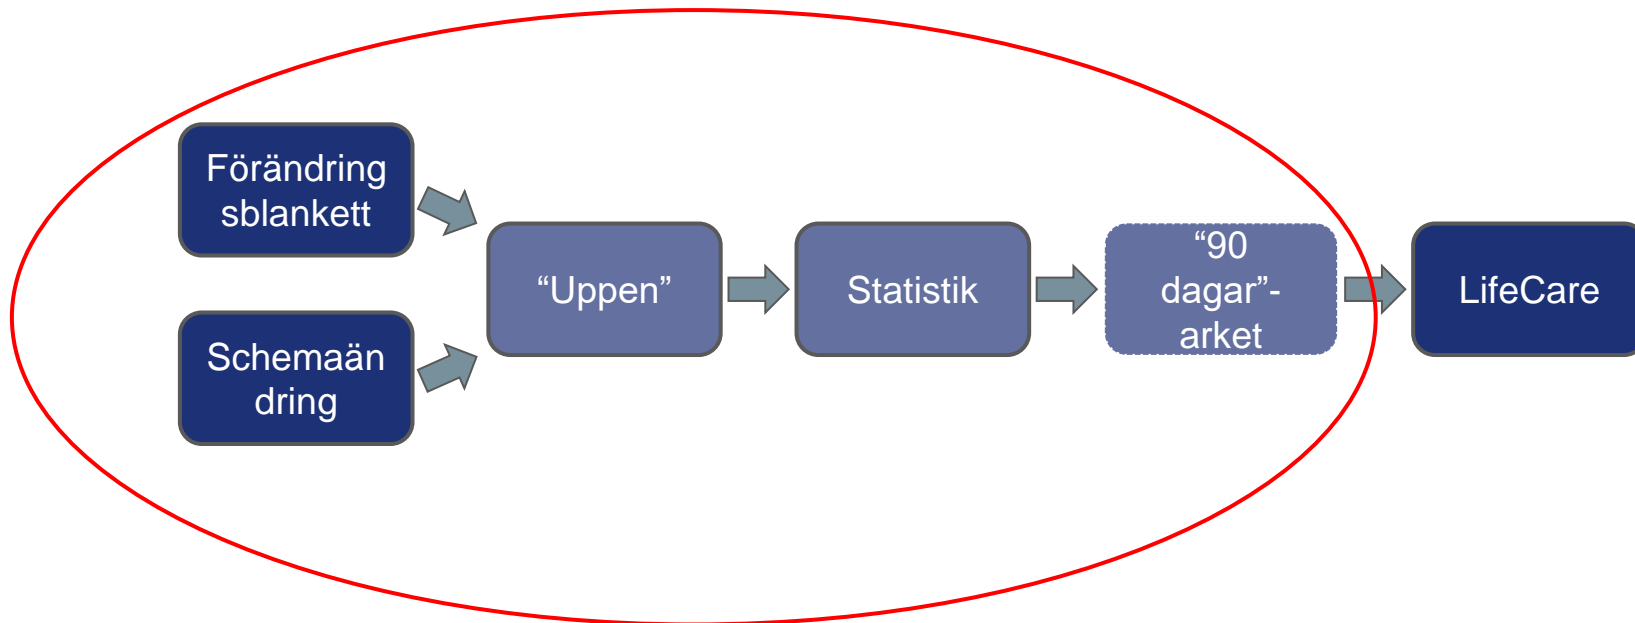 Förändring
sblankett
Schemaän
dring
“Uppen”
Statistik
“90
dagar”-
arket
LifeCare